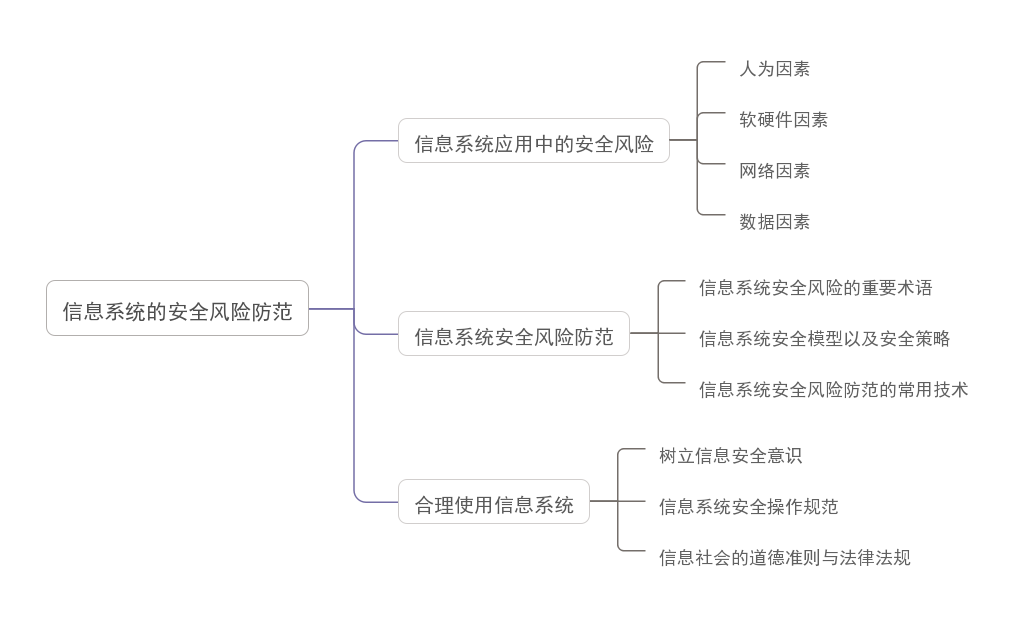 信息系统的安全风险防范
信息系统应用中的安全风险
人为因素
软硬件因素
网络因素
数据因素
信息系统安全风险防范
信息系统安全风险的重要术语
信息系统安全模型以及安全策略
信息系统安全风险防范的常用技术
合理使用信息系统
树立信息安全意识
信息系统安全操作规范
信息社会的道德准则与法律法规